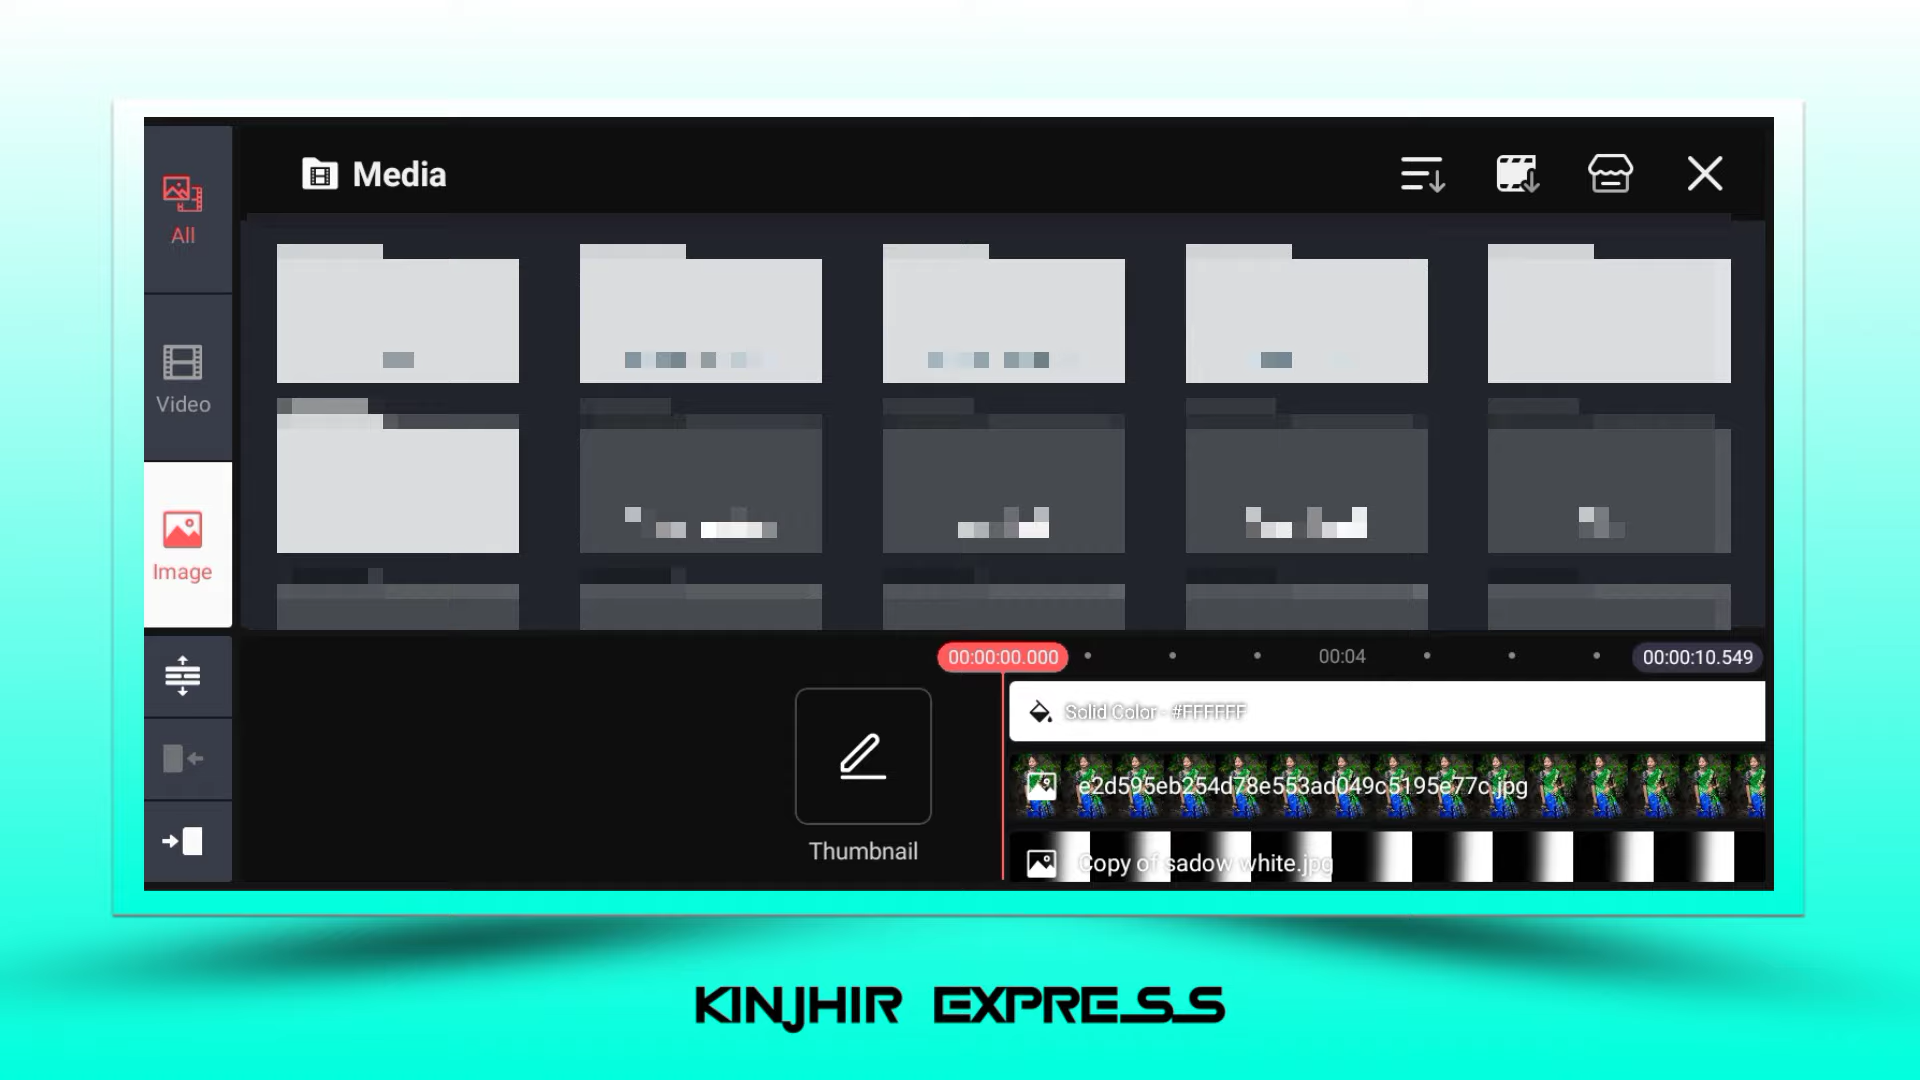 Media
All
Video
Image
00:00:00.000
00:04
00:00:10.549
Solid Color - #FFFFFF
e2d595eb254d78e553ad049c5195e77c.jpg
Thumbnail
Copy of sadow white.jpg
KINJHIR EXPRESS